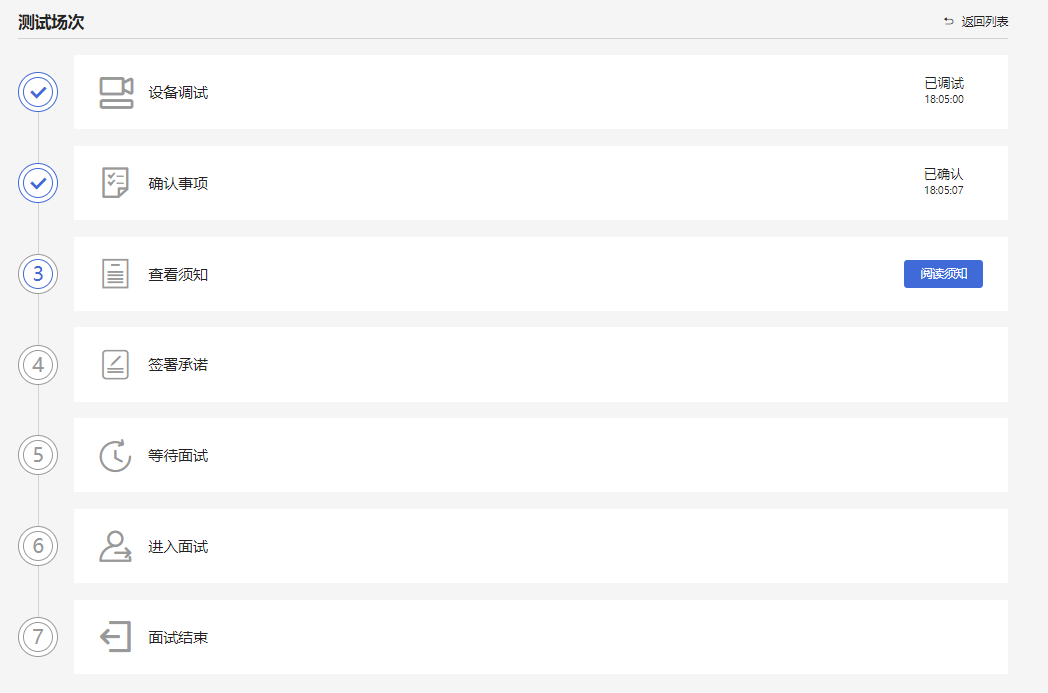 测试场次
返回列表
设备调试
已调试
18:05:00
确认事项
已确认
18:05:07
3
查看须知
阅读须知
4
签署承诺
5
等待面试
6
进入面试
7
面试结束